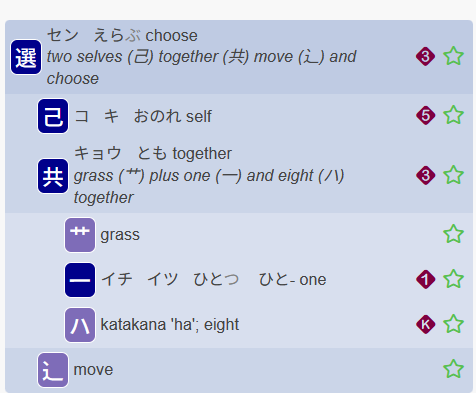 セン えらぶ choose
選 two selves (己) together (共) move (⻌) and 3
choose
己 コ キ おのれ self 5
キョウ とも together
共 grass (艹) plus one (一) and eight (ハ) 3
together
艹 grass
一 イチ イツ ひとつ ひと- one 1
ハ katakana 'ha'; eight K
⻌ move